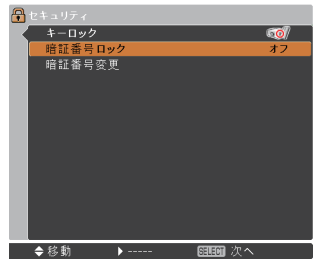 セキュリティ
キーロック
暗証番号ロック オフ
暗証番号変更
移動 ----- SELECT 次へ